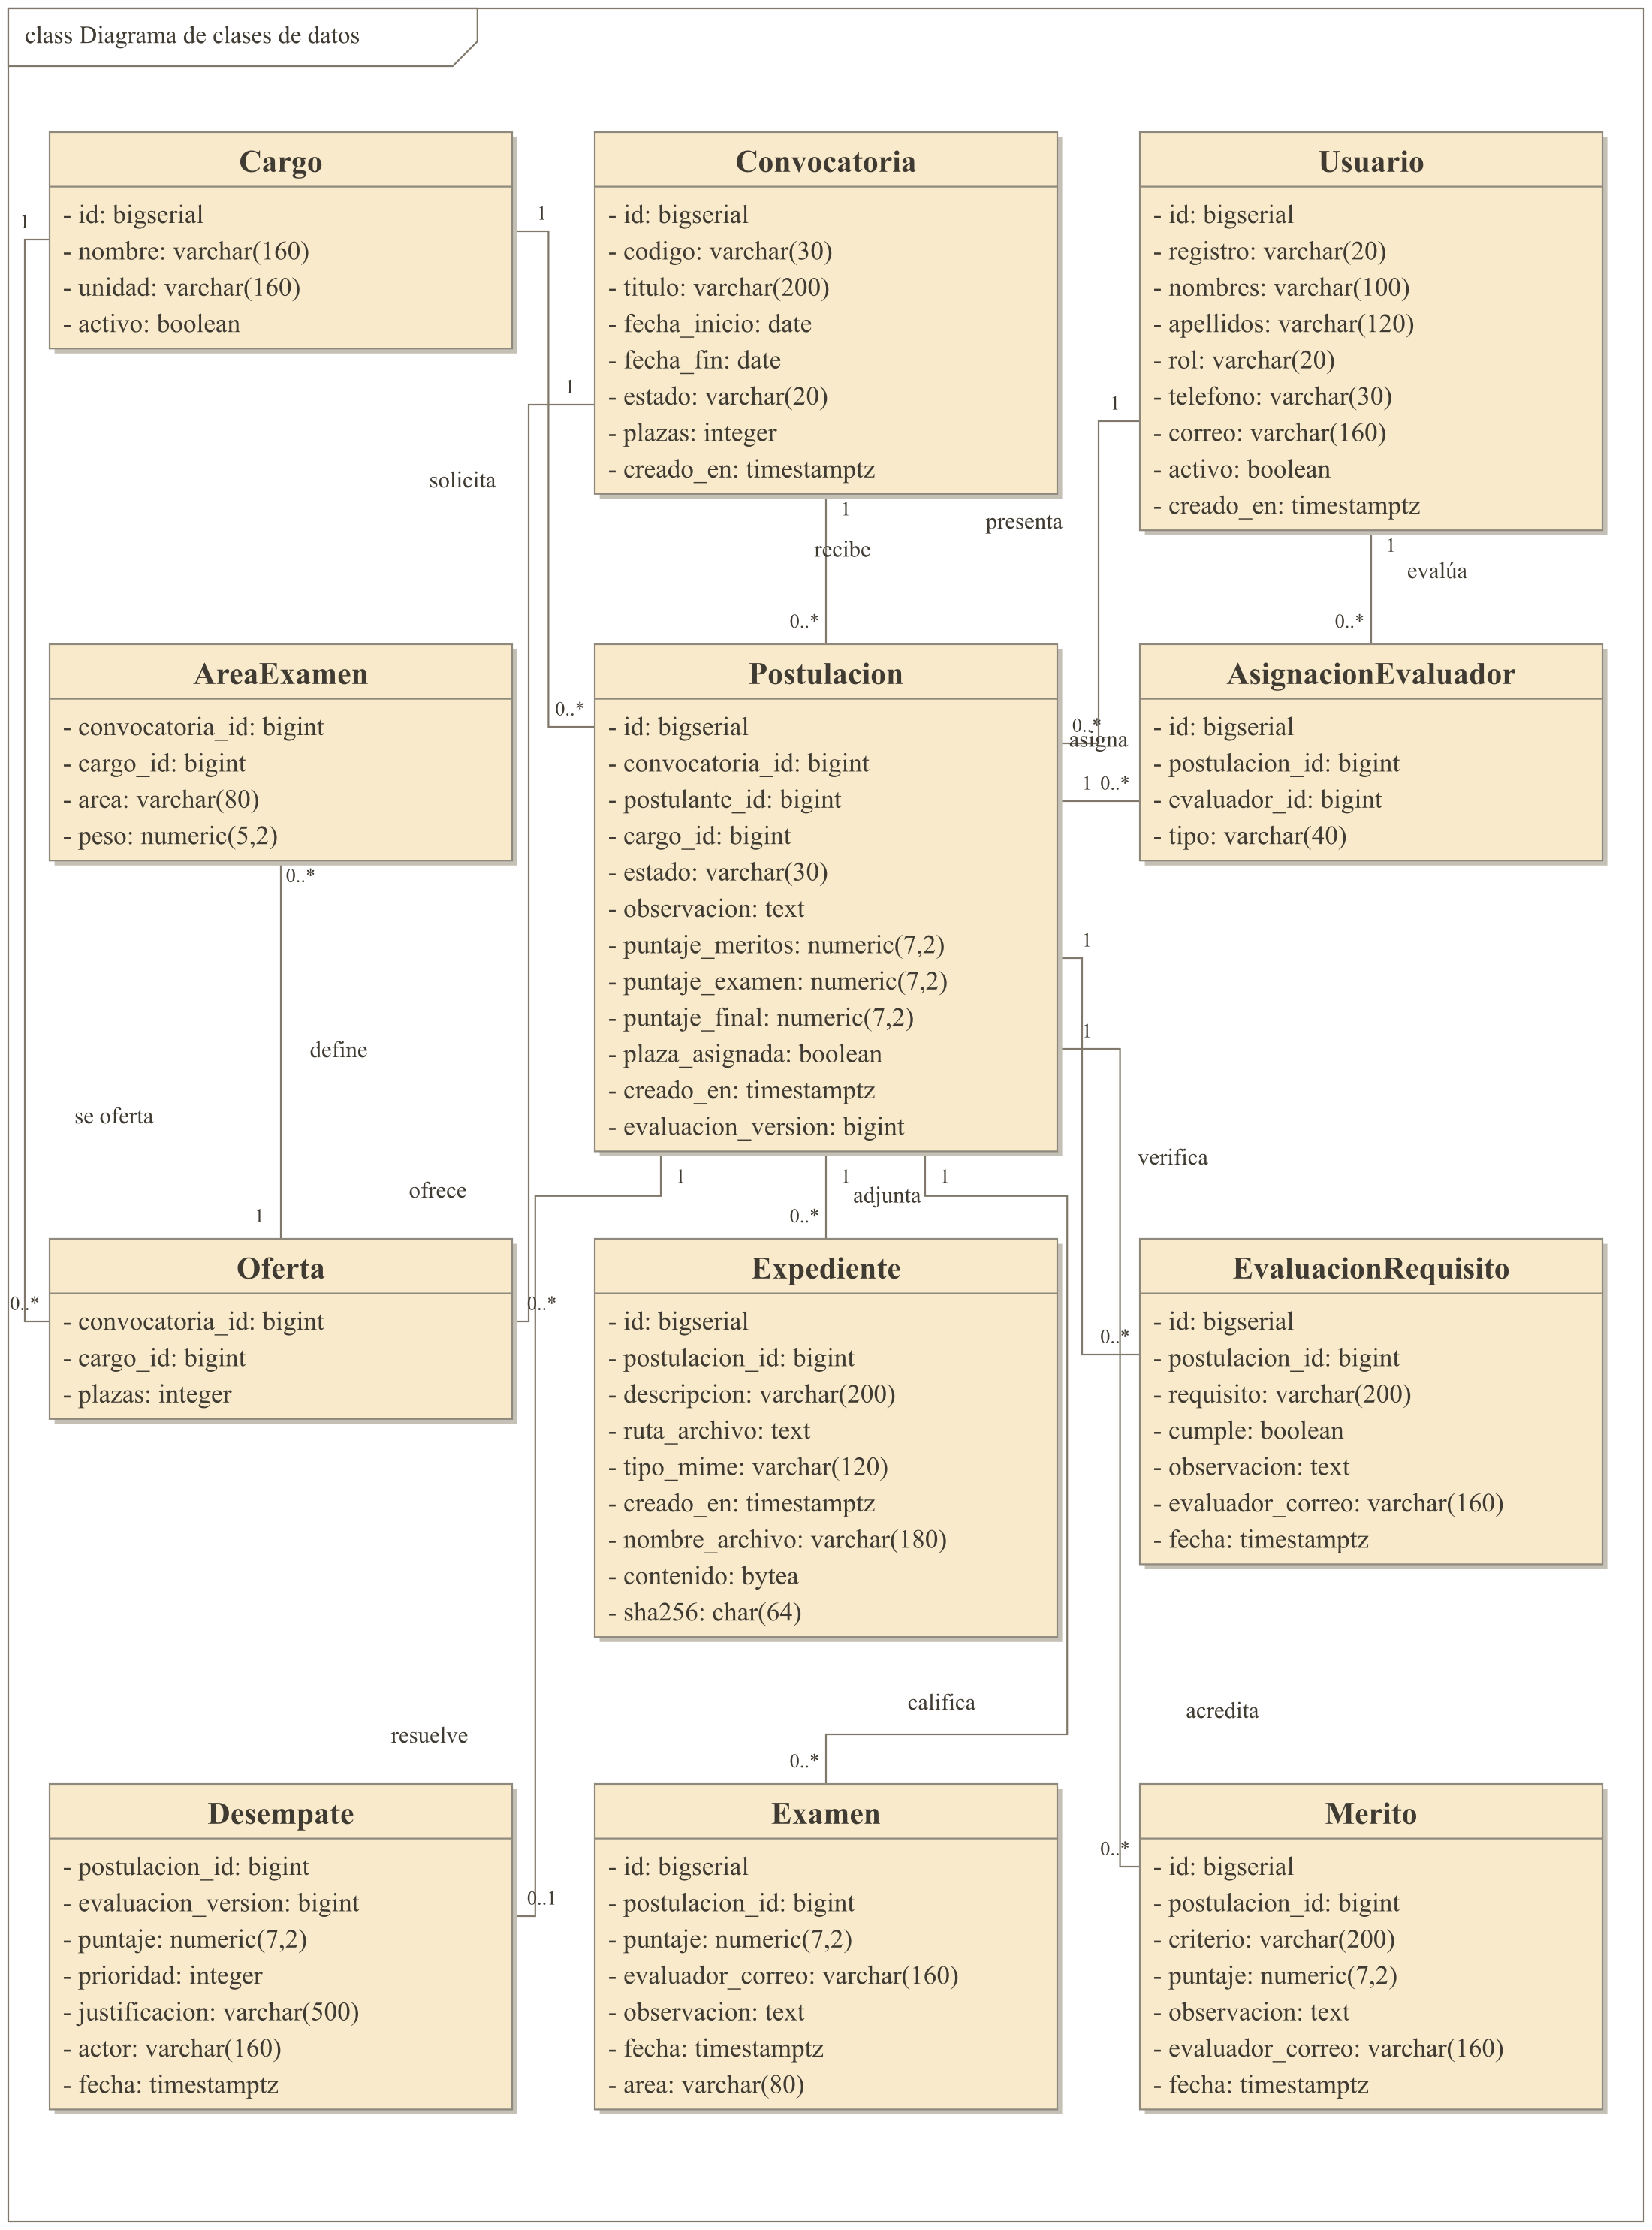 class Diagrama de clases de datos
Cargo
- id: bigserial
- nombre: varchar(160)
- unidad: varchar(160)
- activo: boolean
Convocatoria
- id: bigserial
- codigo: varchar(30)
- titulo: varchar(200)
- fecha_inicio: date
- fecha_fin: date
- estado: varchar(20)
- plazas: integer
- creado_en: timestamptz
Usuario
- id: bigserial
- registro: varchar(20)
- nombres: varchar(100)
- apellidos: varchar(120)
- rol: varchar(20)
- telefono: varchar(30)
- correo: varchar(160)
- activo: boolean
- creado_en: timestamptz
1
1
1
1
solicita
1
recibe
presenta
1
evalúa
0..*
0..*
AreaExamen
- convocatoria_id: bigint
- cargo_id: bigint
- area: varchar(80)
- peso: numeric(5,2)
0..*
Postulacion
- id: bigserial
- convocatoria_id: bigint
- postulante_id: bigint
- cargo_id: bigint
- estado: varchar(30)
- observacion: text
- puntaje_meritos: numeric(7,2)
- puntaje_examen: numeric(7,2)
- puntaje_final: numeric(7,2)
- plaza_asignada: boolean
- creado_en: timestamptz
- evaluacion_version: bigint
0..*
asigna
1 0..*
AsignacionEvaluador
- id: bigserial
- postulacion_id: bigint
- evaluador_id: bigint
- tipo: varchar(40)
0..*
1
1
define
se oferta
ofrece
verifica
1
1
1
adjunta
1
0..*
0..*
0..*
0..*
Oferta
- convocatoria_id: bigint
- cargo_id: bigint
- plazas: integer
Expediente
- id: bigserial
- postulacion_id: bigint
- descripcion: varchar(200)
- ruta_archivo: text
- tipo_mime: varchar(120)
- creado_en: timestamptz
- nombre_archivo: varchar(180)
- contenido: bytea
- sha256: char(64)
EvaluacionRequisito
- id: bigserial
- postulacion_id: bigint
- requisito: varchar(200)
- cumple: boolean
- observacion: text
- evaluador_correo: varchar(160)
- fecha: timestamptz
resuelve
califica
acredita
0..*
0..*
0..1
Desempate
- postulacion_id: bigint
- evaluacion_version: bigint
- puntaje: numeric(7,2)
- prioridad: integer
- justificacion: varchar(500)
- actor: varchar(160)
- fecha: timestamptz
Examen
- id: bigserial
- postulacion_id: bigint
- puntaje: numeric(7,2)
- evaluador_correo: varchar(160)
- observacion: text
- fecha: timestamptz
- area: varchar(80)
Merito
- id: bigserial
- postulacion_id: bigint
- criterio: varchar(200)
- puntaje: numeric(7,2)
- observacion: text
- evaluador_correo: varchar(160)
- fecha: timestamptz